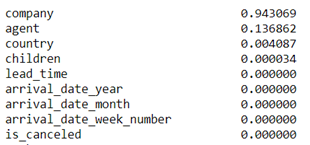 company 0.943069
agent 0.136862
country 0.004087
children 0.000034
lead_time 0.000000
arrival_date_year 0.000000
arrival_date_month 0.000000
arrival_date_week_number 0.000000
is_canceled 0.000000